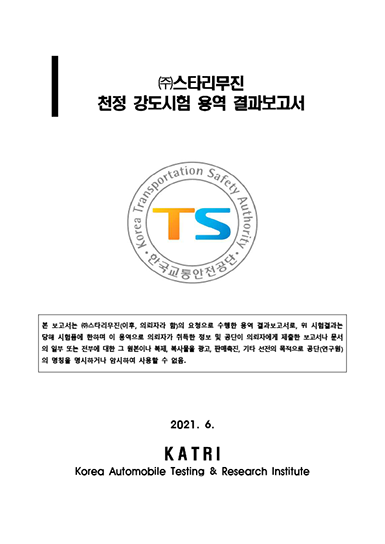 ㈜스타리무진
천정 강도시험 용역 결과보고서
Korea Transportation Safety Authority
TS
한국교통안전공단
본 보고서는 ㈜스타리무진(이후, 의뢰자라 함)의 요청으로 수행한 용역 결과보고서로, 위 시험결과는
당해 시험품에 한하며 이 용역으로 의뢰자가 취득한 정보 및 공단이 의뢰자에게 제출한 보고서나 문서
의 일부 또는 전부에 대한 그 원본이나 복제, 복사물을 광고, 판매촉진, 기타 선전의 목적으로 공단(연구원)
의 명칭을 명시하거나 암시하여 사용할 수 없음.
2021. 6.
KATRI
Korea Automobile Testing & Research Institute